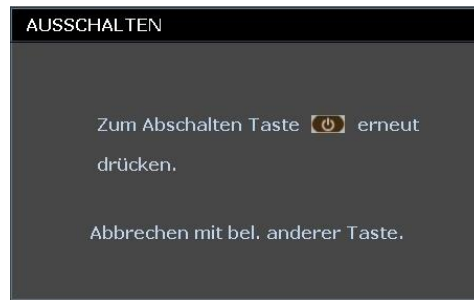 AUSSCHALTEN
Zum Abschalten Taste erneut
drücken.
Abbrechen mit bel. anderer Taste.